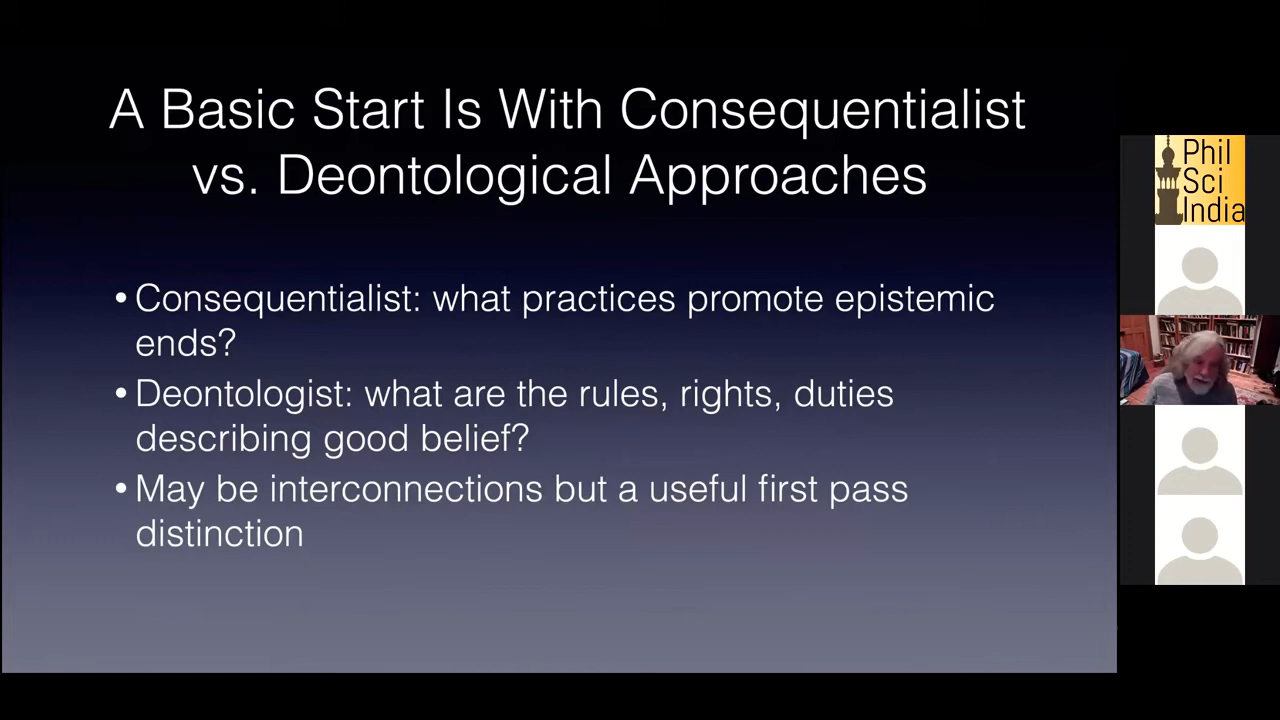 A Basic Start Is With Consequentialist
vs. Deontological Approaches
• Consequentialist: what practices promote epistemic
ends?
• Deontologist: what are the rules, rights, duties
describing good belief?
• May be interconnections but a useful first pass
distinction
Phil
Sci
India